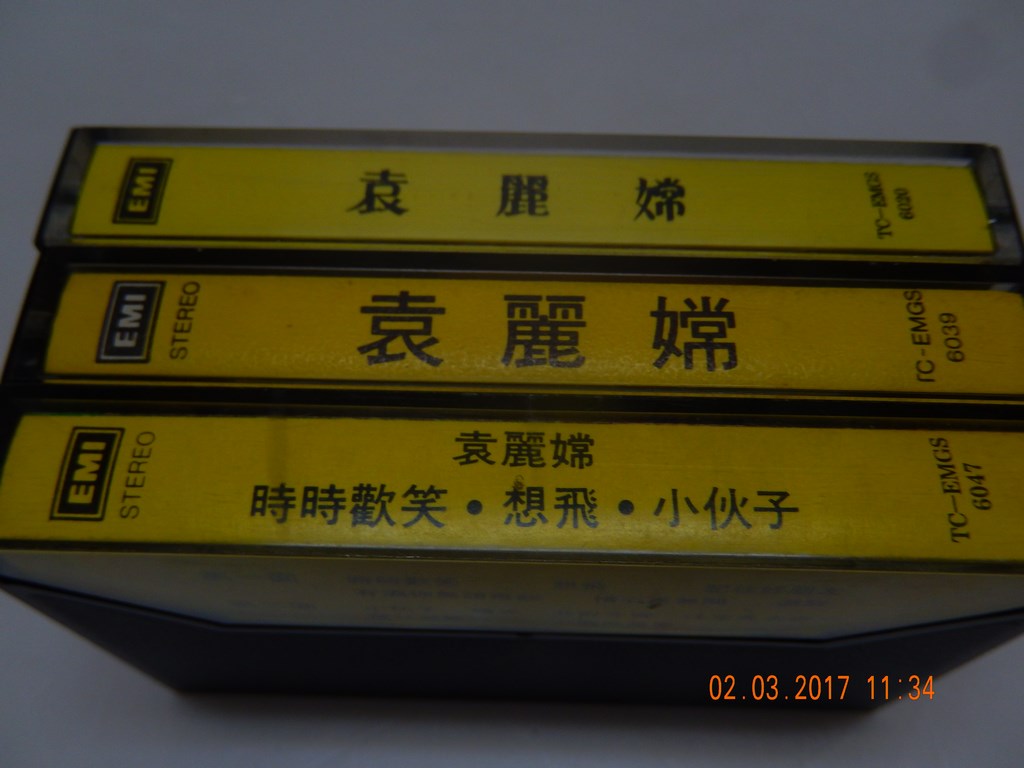 EMI
袁 麗 嫦
TC-EMGS
6020
EMI
STEREO
袁 麗 嫦
TC-EMGS
6039
EMI
STEREO
袁麗嫦
時時歡笑•想飛•小伙子
TC-EMGS
6047
02.03.2017 11:34